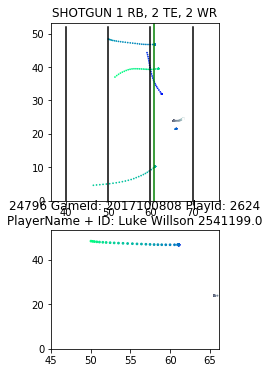 SHOTGUN 1 RB, 2 TE, 2 WR
50
40
30
20
10
0
40 50 60 70
24796 GameId: 2017100808 PlayId: 2624
PlayerName + ID: Luke Willson 2541199.0
40
20
0
45 50 55 60 65